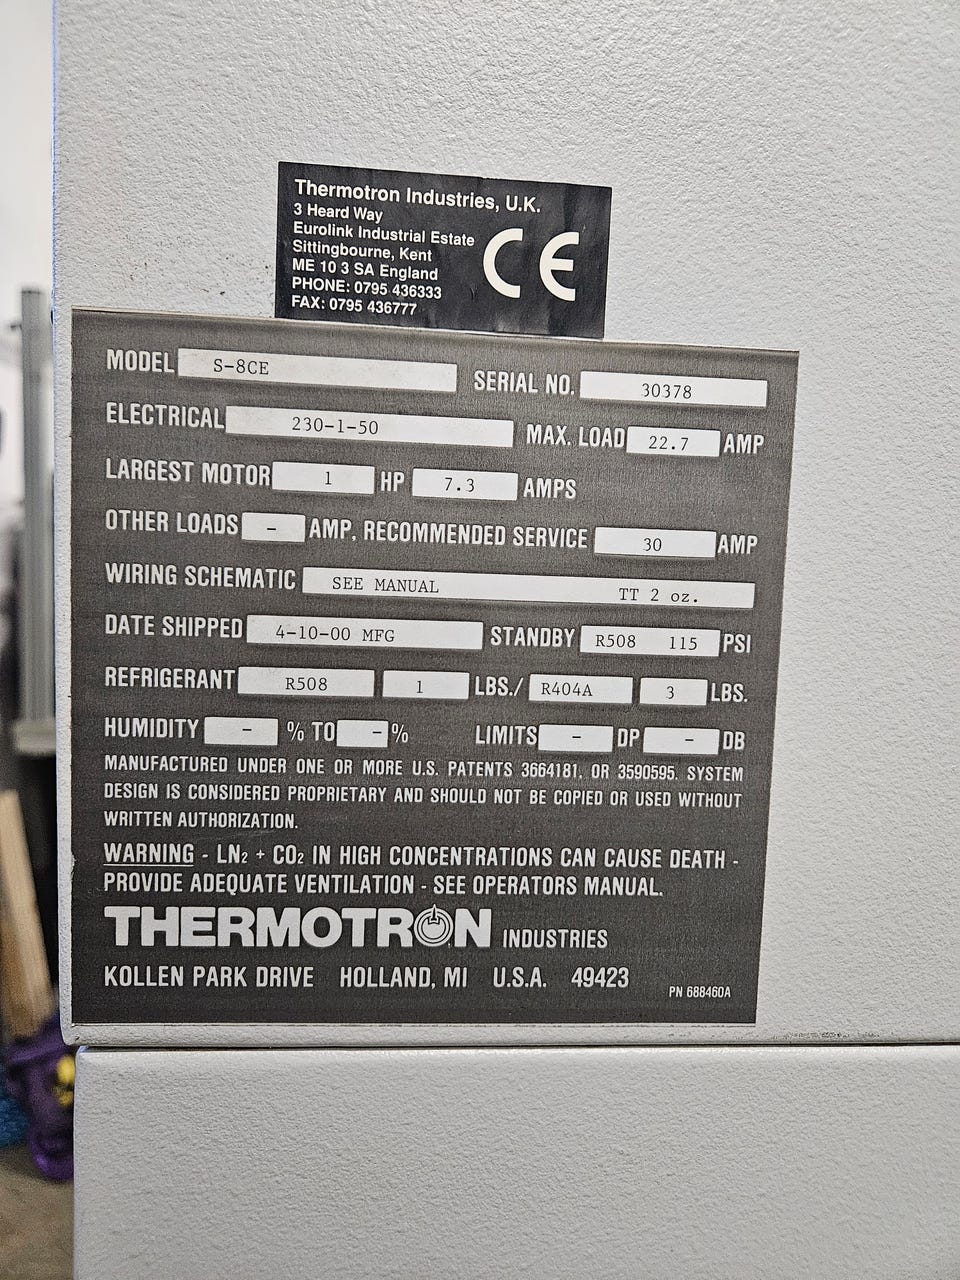 Thermotron Industries, U.K.
3 Heard Way
Eurolink Industrial Estate
Sittingbourne, Kent
ME 10 3 SA England
PHONE: 0795 436333
FAX: 0795 436777
CE
MODEL S-8CE SERIAL NO. 30378
ELECTRICAL 230-1-50 MAX. LOAD 22.7 AMP
LARGEST MOTOR 1 HP 7.3 AMPS
OTHER LOADS - AMP. RECOMMENDED SERVICE 30 AMP
WIRING SCHEMATIC SEE MANUAL TT 2 oz.
DATE SHIPPED 4-10-00 MFG STANDBY R508 115 PSI
REFRIGERANT R508 1 LBS./ R404A 3 LBS.
HUMIDITY - % TO - % LIMITS - DP - DB
MANUFACTURED UNDER ONE OR MORE U.S. PATENTS 3664181. OR 3590595. SYSTEM
DESIGN IS CONSIDERED PROPRIETARY AND SHOULD NOT BE COPIED OR USED WITHOUT
WRITTEN AUTHORIZATION.
WARNING - LN₂ + CO₂ IN HIGH CONCENTRATIONS CAN CAUSE DEATH -
PROVIDE ADEQUATE VENTILATION - SEE OPERATORS MANUAL.
THERMOTRON INDUSTRIES
KOLLEN PARK DRIVE HOLLAND, MI U.S.A. 49423
PN 688460A